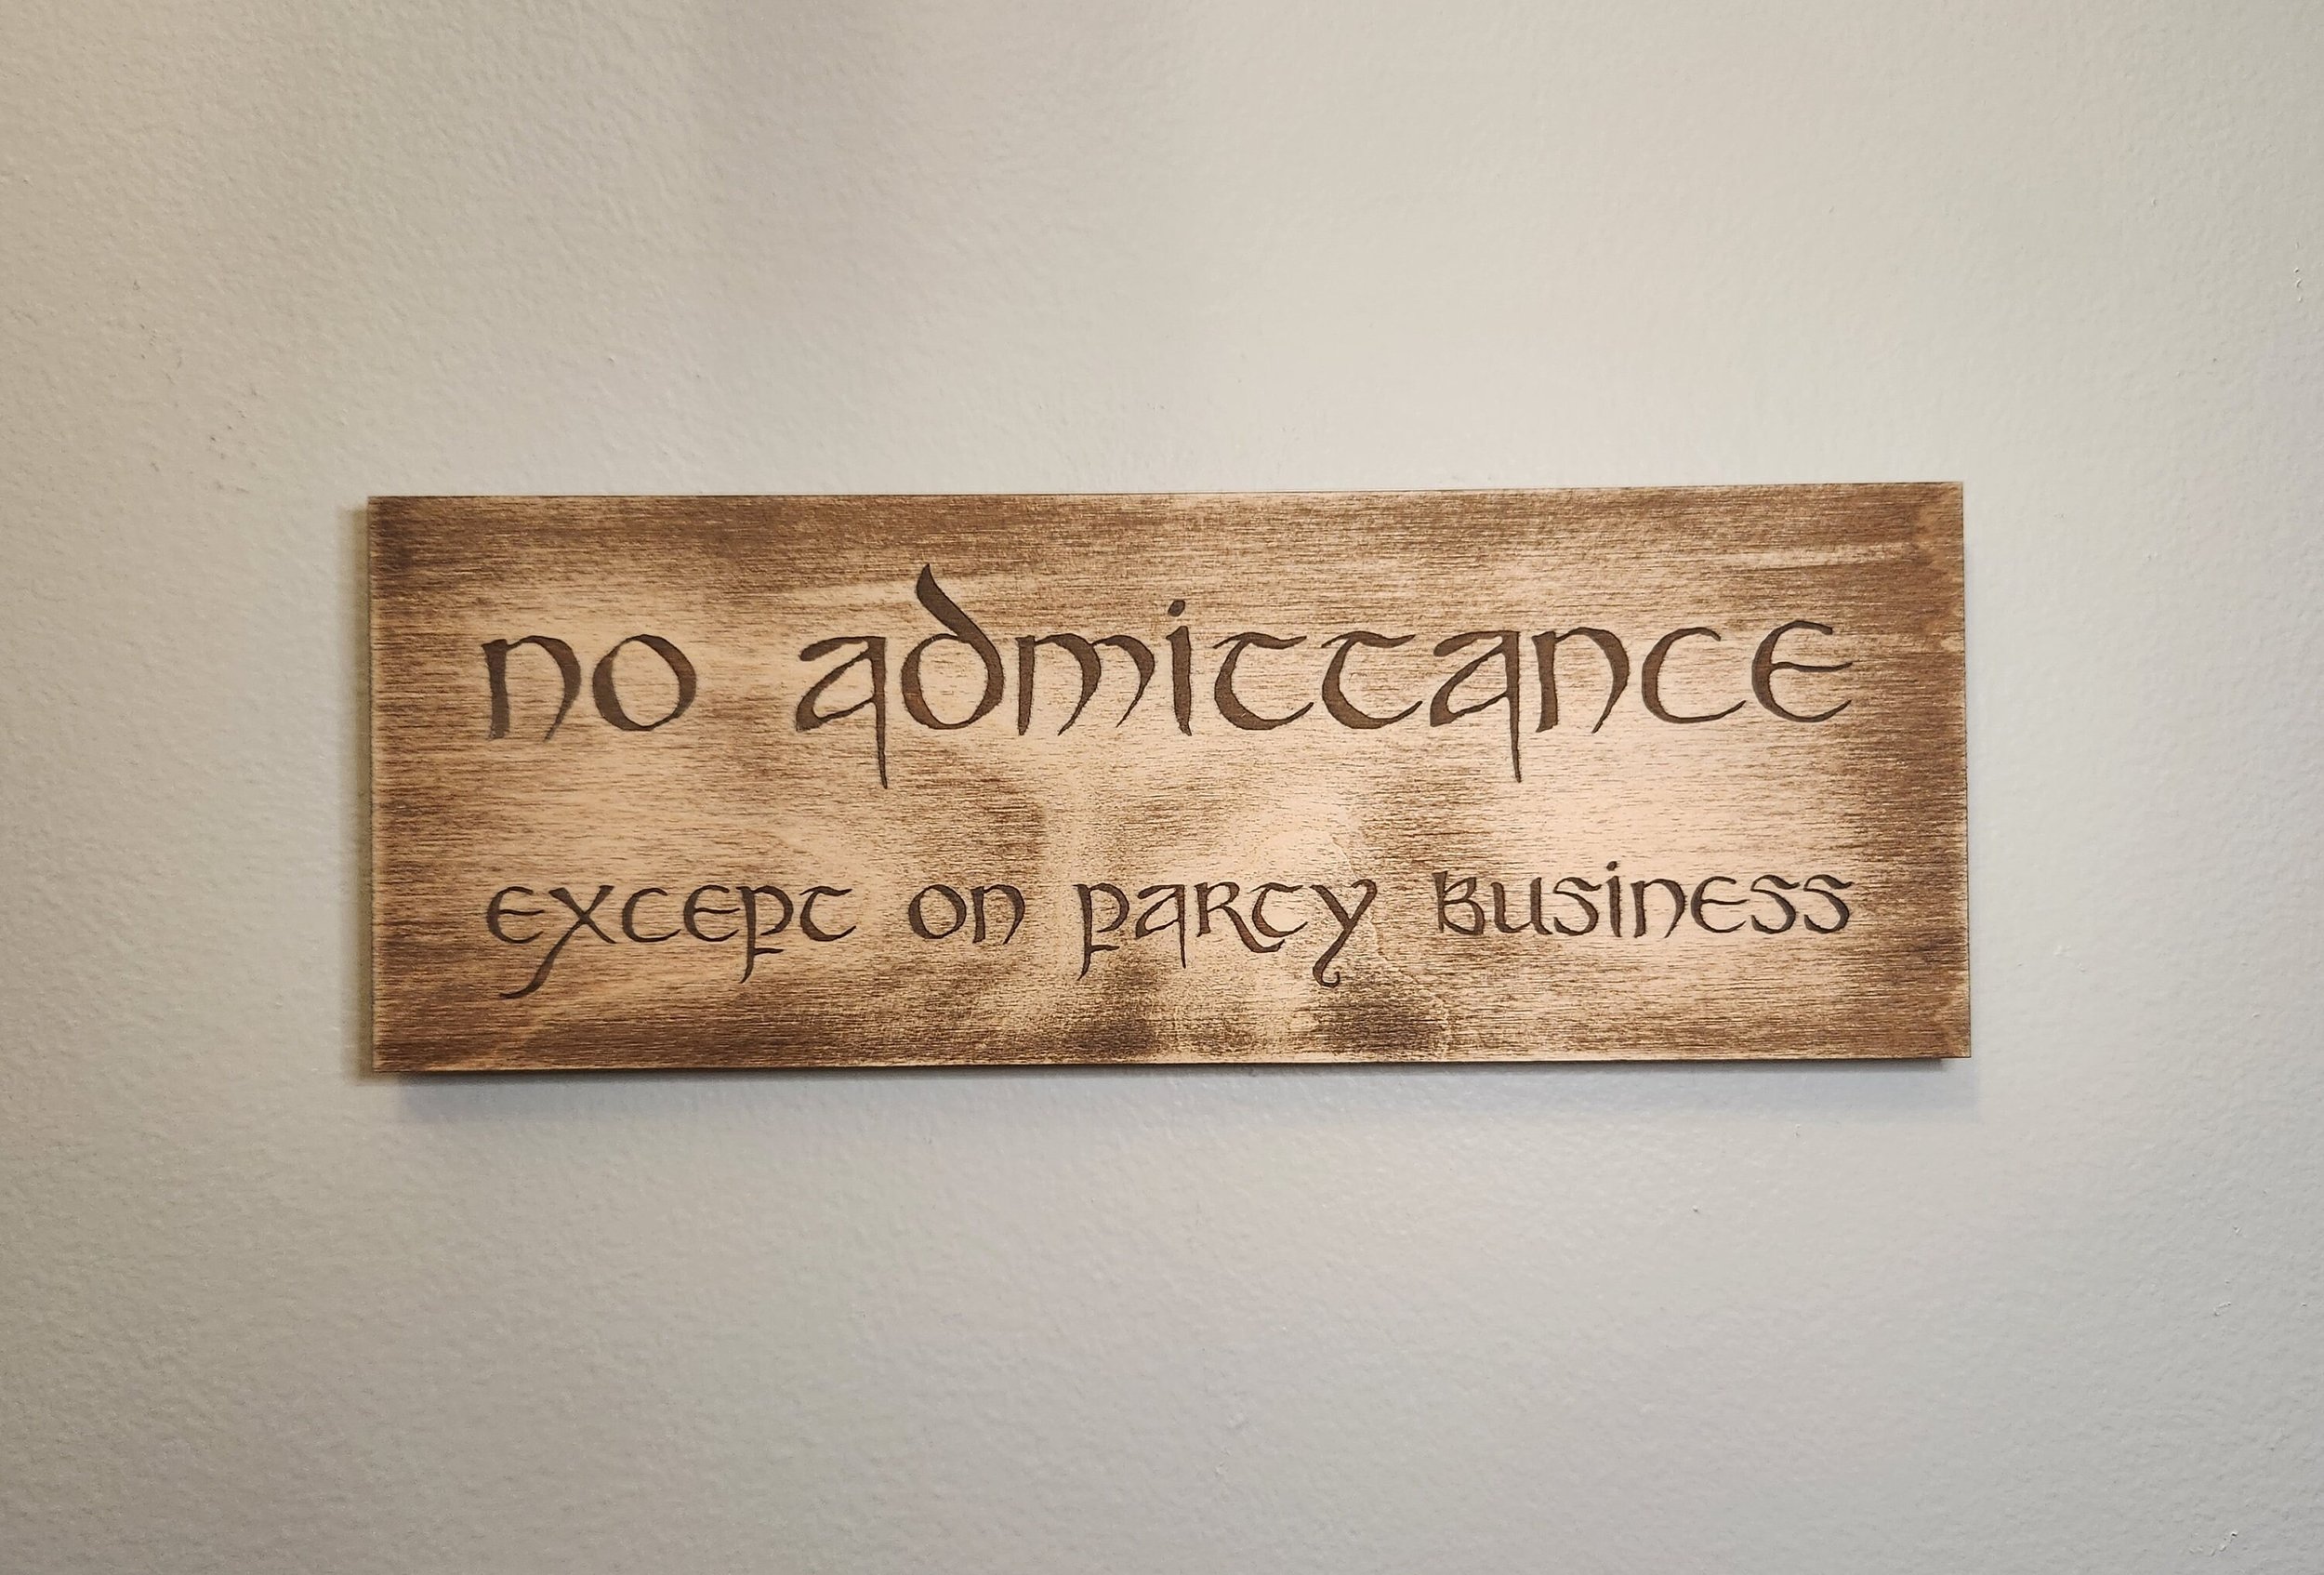 no admittance
except on party business